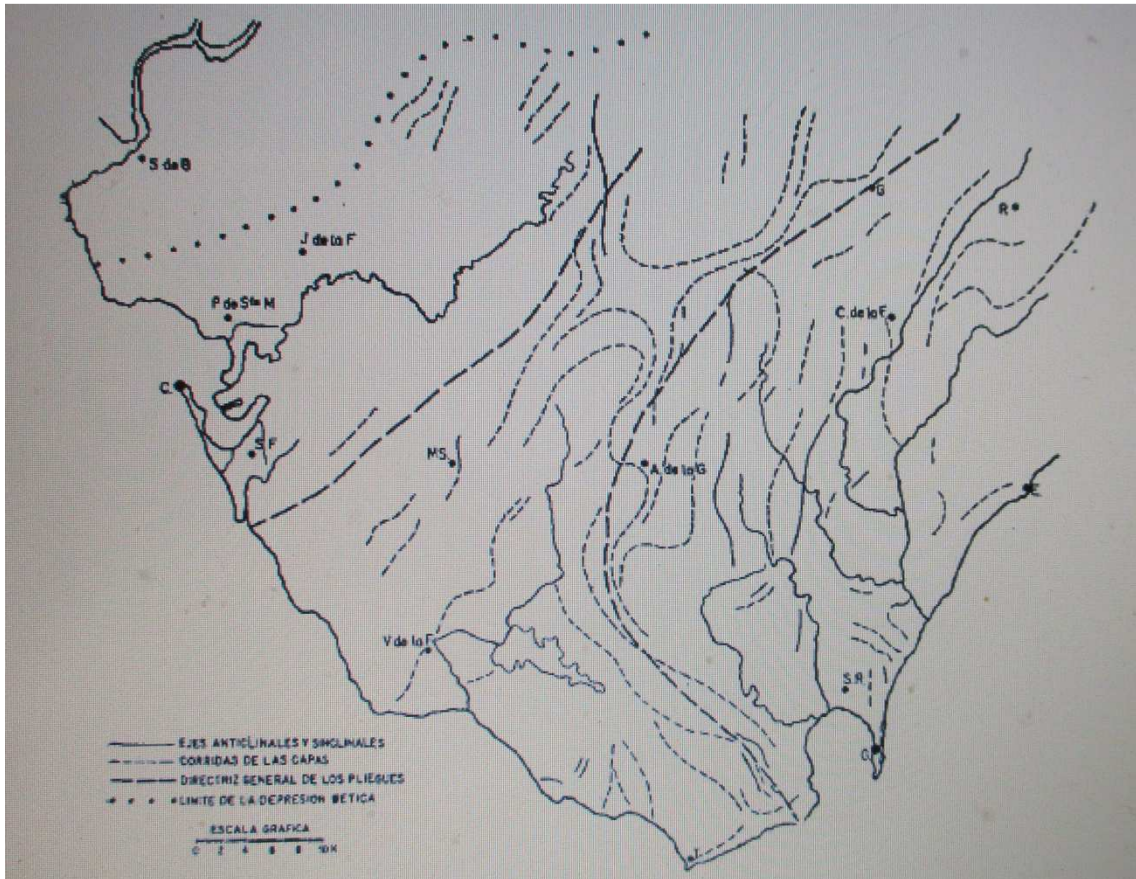 S. de B
J de la F
P de Sta M
C.
S F
G
R.
C. de la F.
M S.
A. de la G
E.
V de la F
S.R.
G
T
EJES ANTICLINALES Y SINCLINALES
CORRIDAS DE LAS CAPAS
DIRECTRIZ GENERAL DE LOS PLIEGUES
LIMITE DE LA DEPRESION BETICA
ESCALA GRAFICA
0 2 4 6 8 10K